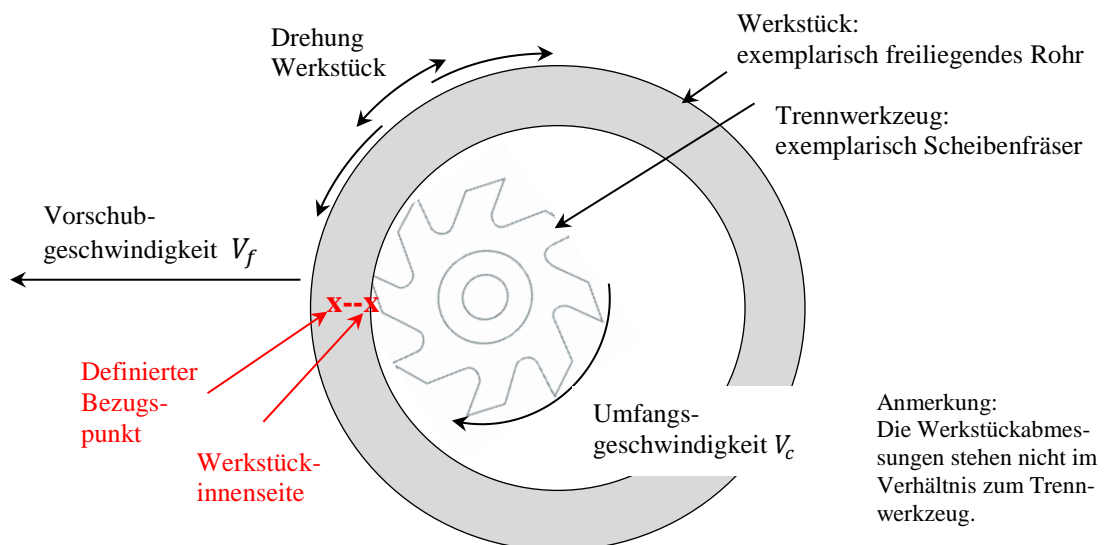 Drehung
Werkstück
Werkstück:
exemplarisch freiliegendes Rohr
Trennwerkzeug:
exemplarisch Scheibenfräser
Vorschub-
geschwindigkeit V_f
x--x
Definierter
Bezugs-
punkt
Werkstück-
innenseite
Umfangs-
geschwindigkeit V_c
Anmerkung:
Die Werkstückabmes-
sungen stehen nicht im
Verhältnis zum Trenn-
werkzeug.